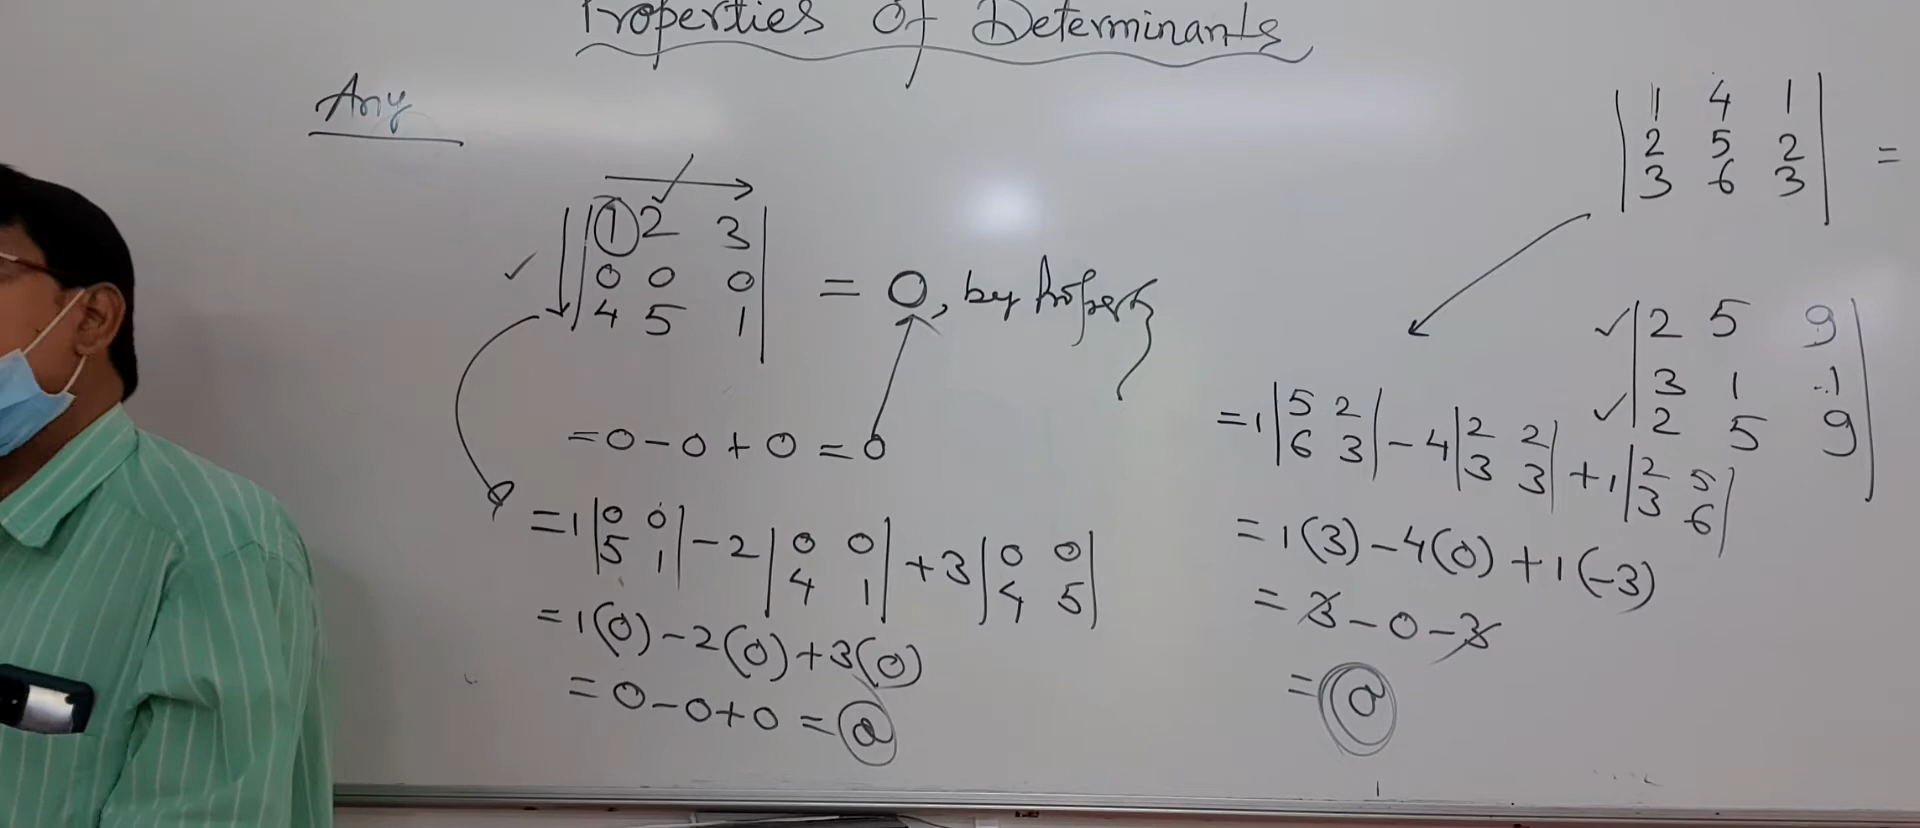 Properties Of Determinants
Any
| 1 2 3 |
| 0 0 0 |
| 4 5 1 |
= 0, by Property
= 0 - 0 + 0 = 0
= 1 | 0 0 | - 2 | 0 0 | + 3 | 0 0 |
| 5 1 | | 4 1 | | 4 5 |
= 1(0) - 2(0) + 3(0)
= 0 - 0 + 0 = 0
| 1 4 1 |
| 2 5 2 | =
| 3 6 3 |
✓ | 2 5 9 |
| 3 1 1 |
✓ | 2 5 9 |
= 1 | 5 2 | - 4 | 2 2 | + 1 | 2 5 |
| 6 3 | | 3 3 | | 3 6 |
= 1(3) - 4(0) + 1(-3)
= 3 - 0 - 3
= 0